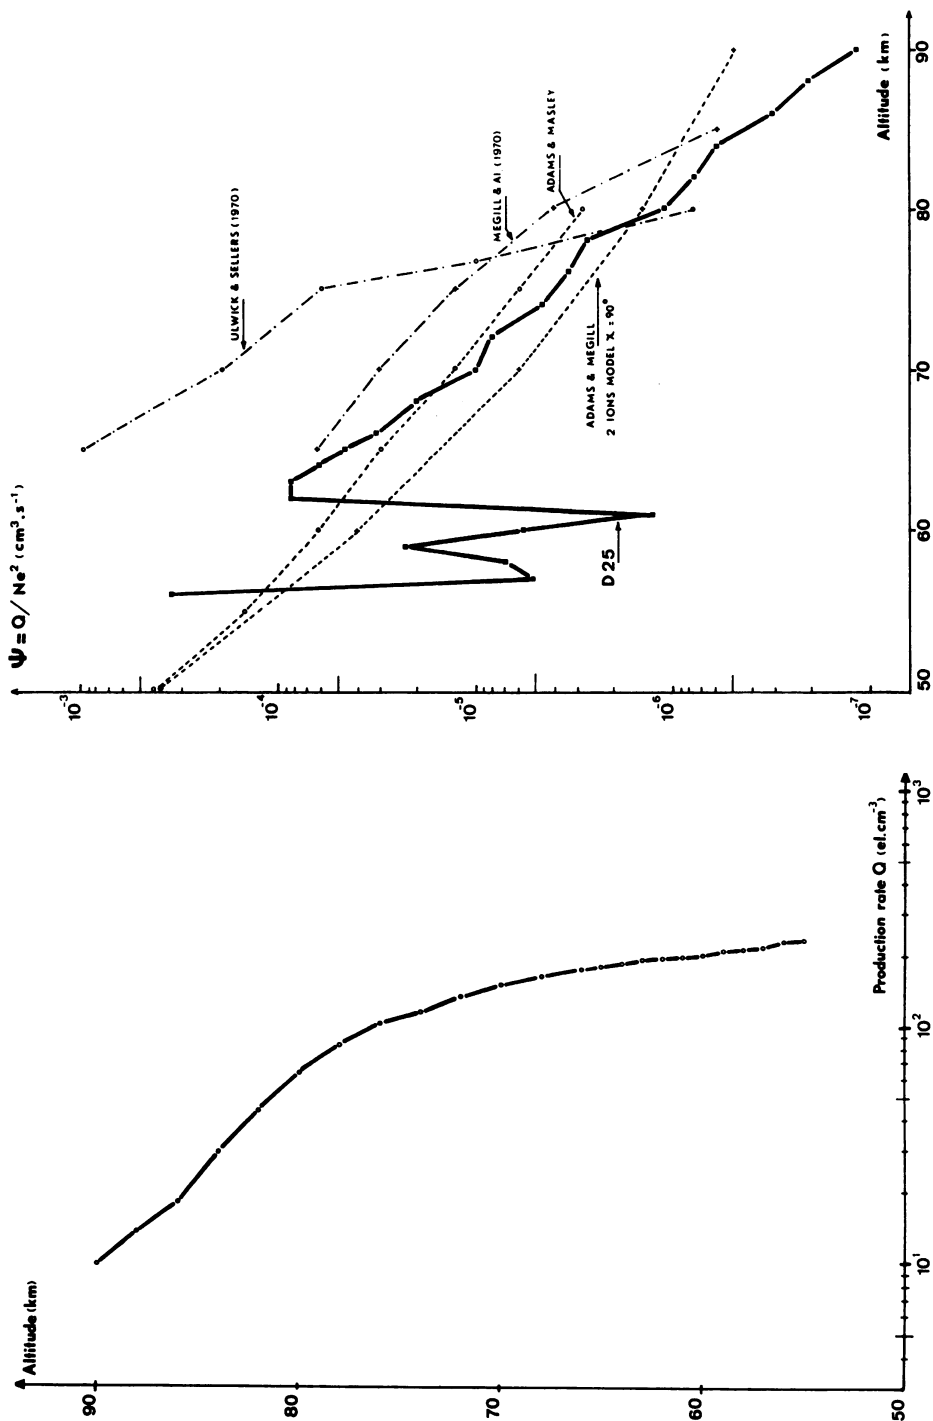 Altitude (km)
90
80
70
60
50
10¹
10²
10³
Production rate Q (el.cm⁻³)
Ψ = Q/Ne² (cm³.s⁻¹)
10⁻³
10⁻⁴
10⁻⁵
10⁻⁶
10⁻⁷
50
60
70
80
90
Altitude (km)
ULWICK & SELLERS (1970)
MEGILL & Al (1970)
ADAMS & MASLEY
ADAMS & MEGILL
2 IONS MODEL χ = 90°
D 25